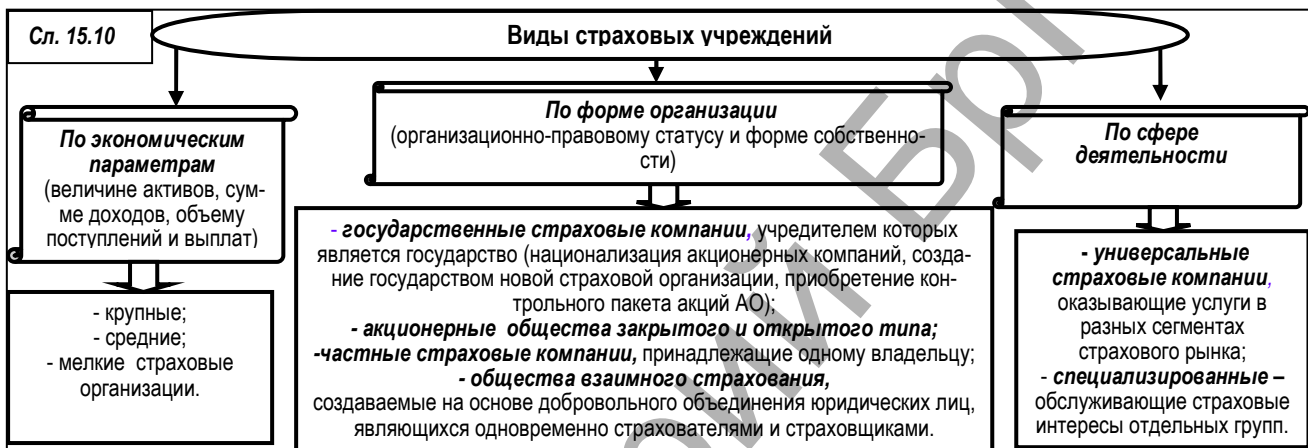 Сл. 15.10
Виды страховых учреждений
По экономическим
параметрам
(величине активов, сум-
ме доходов, объему
поступлений и выплат)
- крупные;
- средние;
- мелкие страховые
организации.
По форме организации
(организационно-правовому статусу и форме собственно-
сти)
- государственные страховые компании, учредителем которых
является государство (национализация акционерных компаний, созда-
ние государством новой страховой организации, приобретение кон-
трольного пакета акций АО);
- акционерные общества закрытого и открытого типа;
-частные страховые компании, принадлежащие одному владельцу;
- общества взаимного страхования,
создаваемые на основе добровольного объединения юридических лиц,
являющихся одновременно страхователями и страховщиками.
По сфере
деятельности
- универсальные
страховые компании,
оказывающие услуги в
разных сегментах
страхового рынка;
- специализированные –
обслуживающие страховые
интересы отдельных групп.